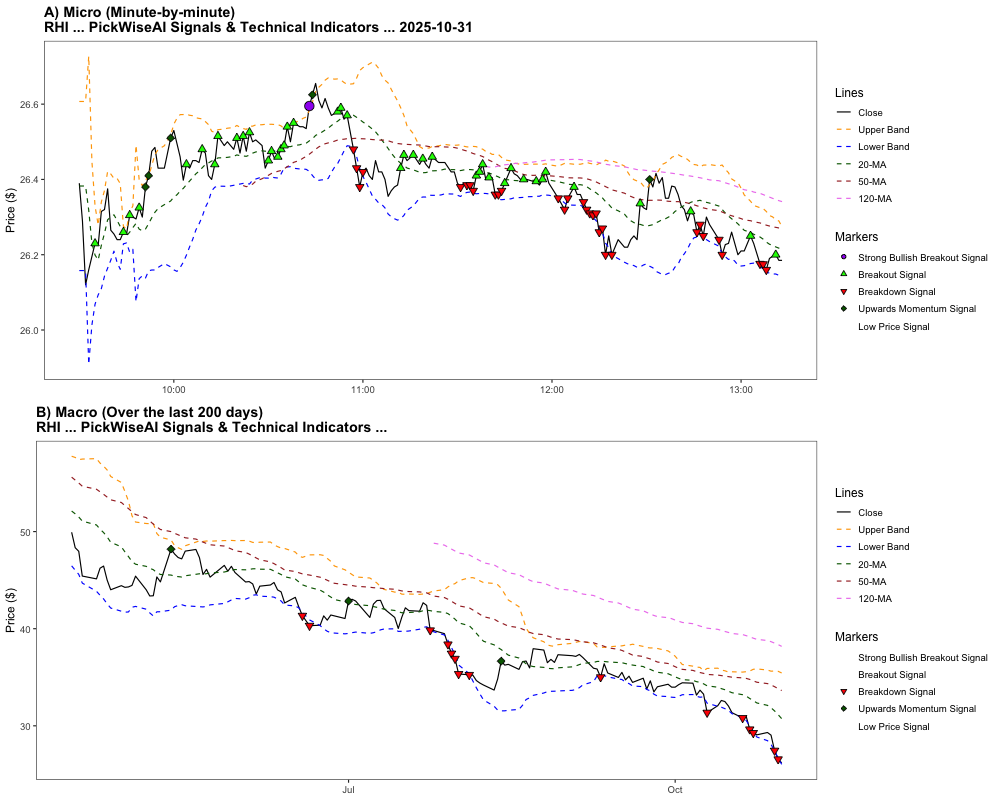 A) Micro (Minute-by-minute)
RHI ... PickWiseAI Signals & Technical Indicators ... 2025-10-31
Price ($)
26.6
26.4
26.2
26.0
10:00
11:00
12:00
13:00
Lines
Close
Upper Band
Lower Band
20-MA
50-MA
120-MA
Markers
Strong Bullish Breakout Signal
Breakout Signal
Breakdown Signal
Upwards Momentum Signal
Low Price Signal
B) Macro (Over the last 200 days)
RHI ... PickWiseAI Signals & Technical Indicators ...
Price ($)
50
40
30
Jul
Oct
Lines
Close
Upper Band
Lower Band
20-MA
50-MA
120-MA
Markers
Strong Bullish Breakout Signal
Breakout Signal
Breakdown Signal
Upwards Momentum Signal
Low Price Signal